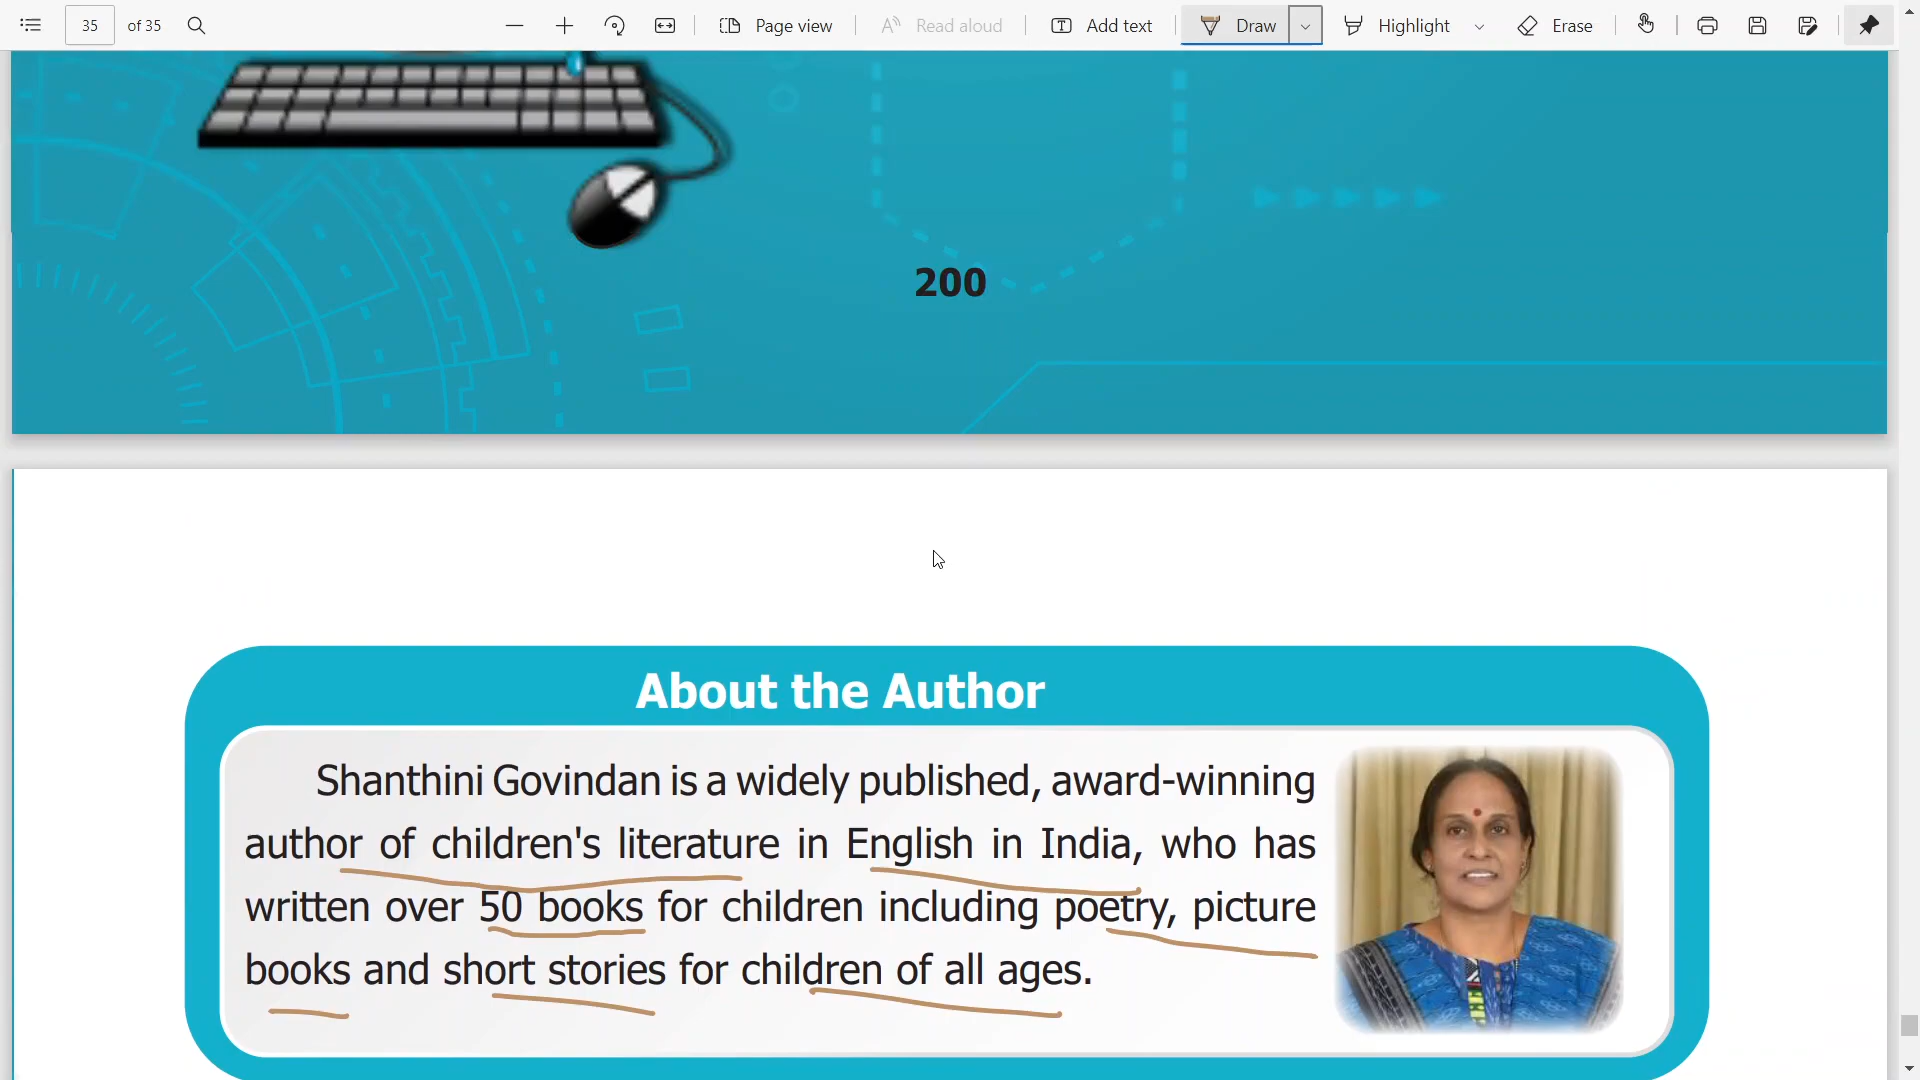 35 of 35 Page view Read aloud Add text Draw Highlight Erase
200
About the Author
Shanthini Govindan is a widely published, award-winning
author of children's literature in English in India, who has
written over 50 books for children including poetry, picture
books and short stories for children of all ages.